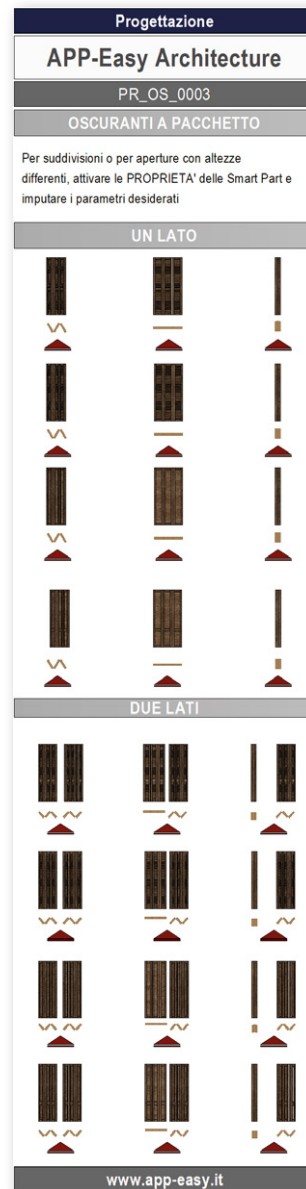 Progettazione
APP-Easy Architecture
PR_OS_0003
OSCURANTI A PACCHETTO
Per suddivisioni o per aperture con altezze
differenti, attivare le PROPRIETA' delle Smart Part e
imputare i parametri desiderati
UN LATO
DUE LATI
www.app-easy.it